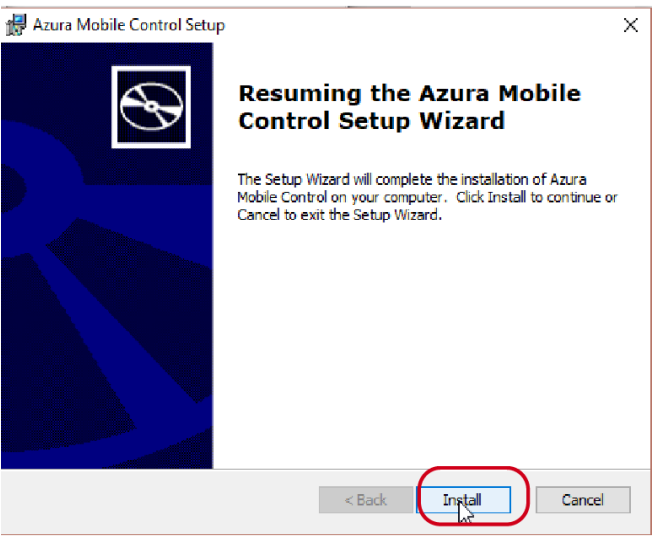 Azura Mobile Control Setup
Resuming the Azura Mobile
Control Setup Wizard
The Setup Wizard will complete the installation of Azura
Mobile Control on your computer. Click Install to continue or
Cancel to exit the Setup Wizard.
< Back Install Cancel